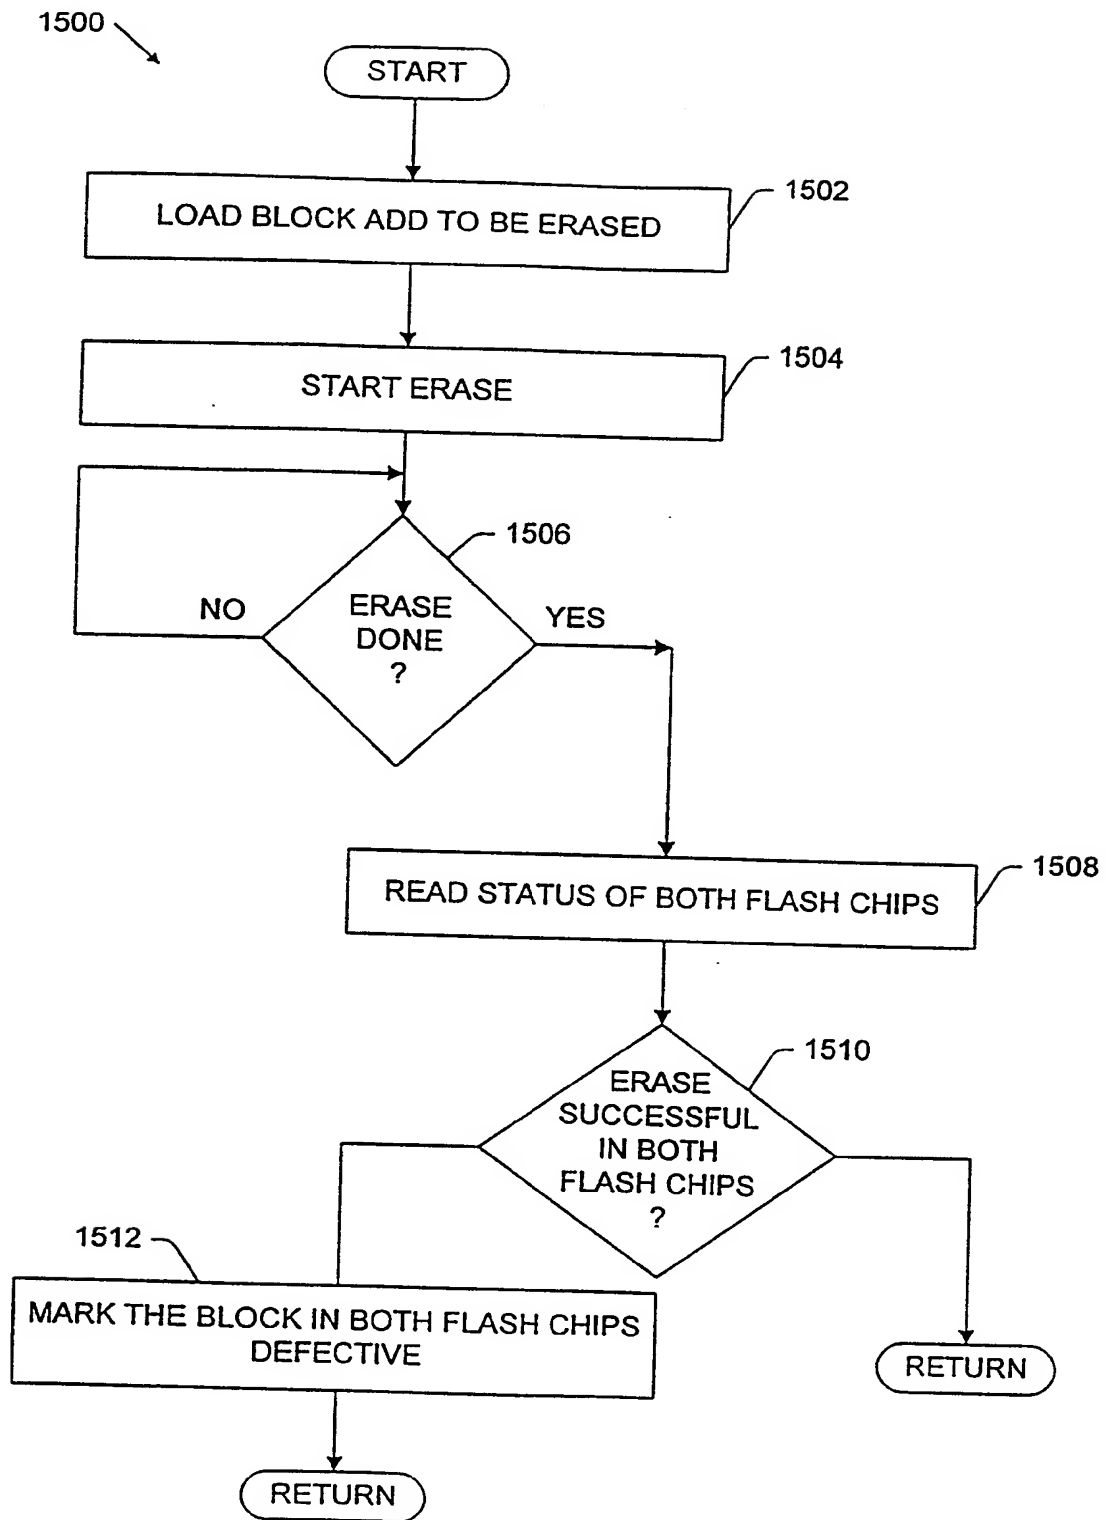 1500
START
1502
LOAD BLOCK ADD TO BE ERASED
1504
START ERASE
1506
NO
ERASE
DONE
?
YES
1508
READ STATUS OF BOTH FLASH CHIPS
1510
ERASE
SUCCESSFUL
IN BOTH
FLASH CHIPS
?
1512
MARK THE BLOCK IN BOTH FLASH CHIPS
DEFECTIVE
RETURN
RETURN